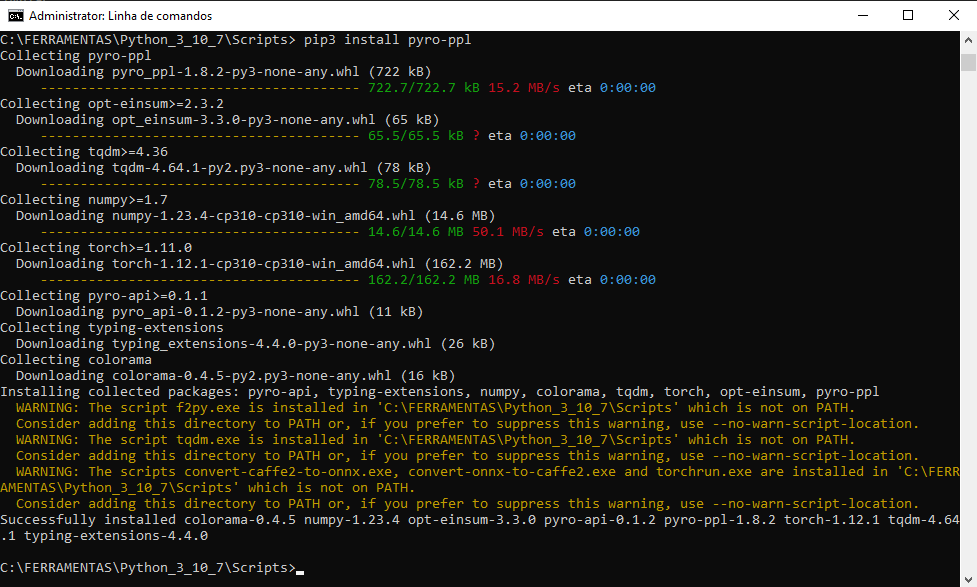 Administrator: Linha de comandos
C:\FERRAMENTAS\Python_3_10_7\Scripts> pip3 install pyro-ppl
Collecting pyro-ppl
  Downloading pyro_ppl-1.8.2-py3-none-any.whl (722 kB)
     ---------------------------------------- 722.7/722.7 kB 15.2 MB/s eta 0:00:00
Collecting opt-einsum>=2.3.2
  Downloading opt_einsum-3.3.0-py3-none-any.whl (65 kB)
     ---------------------------------------- 65.5/65.5 kB ? eta 0:00:00
Collecting tqdm>=4.36
  Downloading tqdm-4.64.1-py2.py3-none-any.whl (78 kB)
     ---------------------------------------- 78.5/78.5 kB ? eta 0:00:00
Collecting numpy>=1.7
  Downloading numpy-1.23.4-cp310-cp310-win_amd64.whl (14.6 MB)
     ---------------------------------------- 14.6/14.6 MB 50.1 MB/s eta 0:00:00
Collecting torch>=1.11.0
  Downloading torch-1.12.1-cp310-cp310-win_amd64.whl (162.2 MB)
     ---------------------------------------- 162.2/162.2 MB 16.8 MB/s eta 0:00:00
Collecting pyro-api>=0.1.1
  Downloading pyro_api-0.1.2-py3-none-any.whl (11 kB)
Collecting typing-extensions
  Downloading typing_extensions-4.4.0-py3-none-any.whl (26 kB)
Collecting colorama
  Downloading colorama-0.4.5-py2.py3-none-any.whl (16 kB)
Installing collected packages: pyro-api, typing-extensions, numpy, colorama, tqdm, torch, opt-einsum, pyro-ppl
  WARNING: The script f2py.exe is installed in 'C:\FERRAMENTAS\Python_3_10_7\Scripts' which is not on PATH.
  Consider adding this directory to PATH or, if you prefer to suppress this warning, use --no-warn-script-location.
  WARNING: The script tqdm.exe is installed in 'C:\FERRAMENTAS\Python_3_10_7\Scripts' which is not on PATH.
  Consider adding this directory to PATH or, if you prefer to suppress this warning, use --no-warn-script-location.
  WARNING: The scripts convert-caffe2-to-onnx.exe, convert-onnx-to-caffe2.exe and torchrun.exe are installed in 'C:\FERR
AMENTAS\Python_3_10_7\Scripts' which is not on PATH.
  Consider adding this directory to PATH or, if you prefer to suppress this warning, use --no-warn-script-location.
Successfully installed colorama-0.4.5 numpy-1.23.4 opt-einsum-3.3.0 pyro-api-0.1.2 pyro-ppl-1.8.2 torch-1.12.1 tqdm-4.64
.1 typing-extensions-4.4.0
C:\FERRAMENTAS\Python_3_10_7\Scripts>